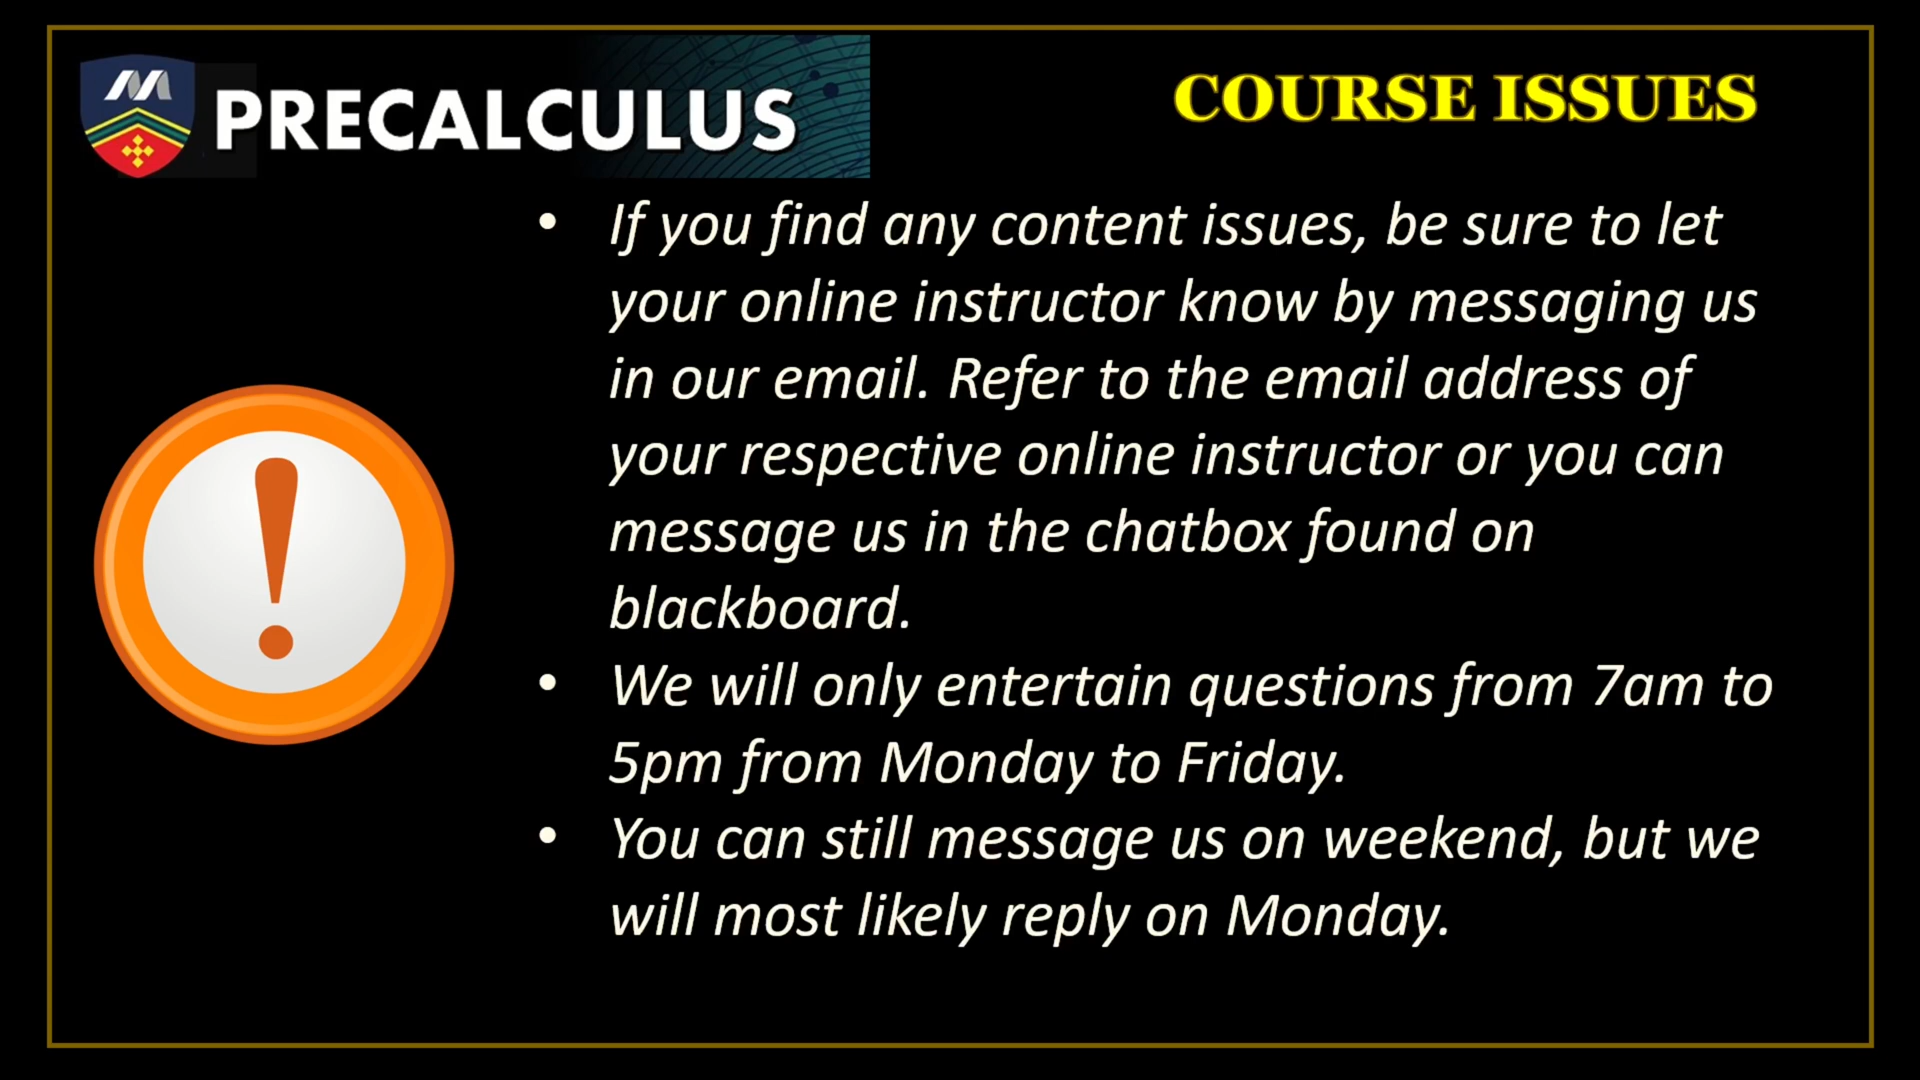 PRECALCULUS
COURSE ISSUES
• If you find any content issues, be sure to let
your online instructor know by messaging us
in our email. Refer to the email address of
your respective online instructor or you can
message us in the chatbox found on
blackboard.
• We will only entertain questions from 7am to
5pm from Monday to Friday.
• You can still message us on weekend, but we
will most likely reply on Monday.